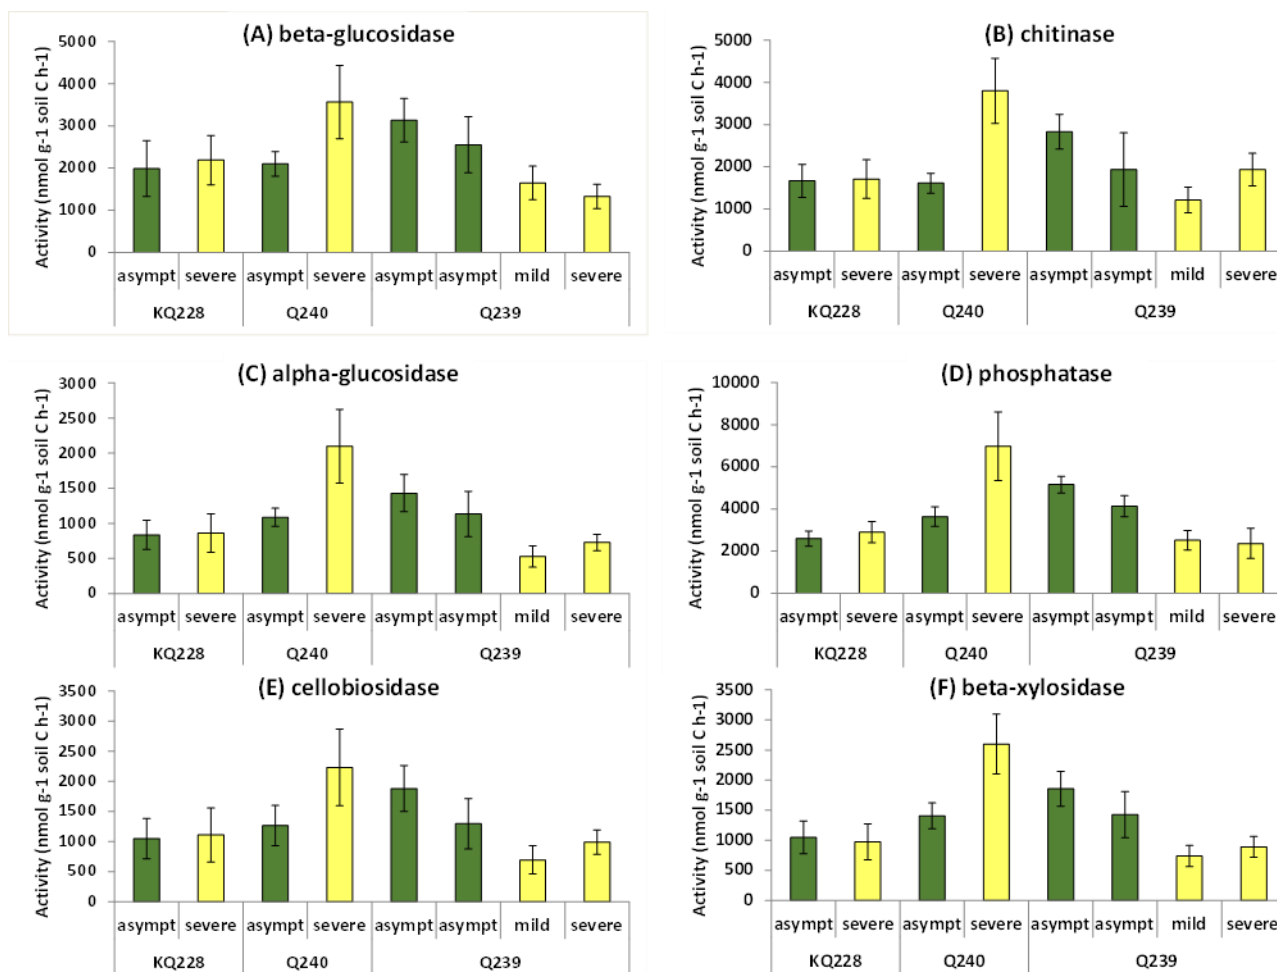 (A) beta-glucosidase
Activity (nmol g-1 soil C h-1)
5000
4000
3000
2000
1000
0
asympt severe asympt severe asympt asympt mild severe
KQ228 Q240 Q239
(B) chitinase
Activity (nmol g-1 soil C h-1)
5000
4000
3000
2000
1000
0
asympt severe asympt severe asympt asympt mild severe
KQ228 Q240 Q239
(C) alpha-glucosidase
Activity (nmol g-1 soil C h-1)
3000
2500
2000
1500
1000
500
0
asympt severe asympt severe asympt asympt mild severe
KQ228 Q240 Q239
(D) phosphatase
Activity (nmol g-1 soil C h-1)
10000
8000
6000
4000
2000
0
asympt severe asympt severe asympt asympt mild severe
KQ228 Q240 Q239
(E) cellobiosidase
Activity (nmol g-1 soil C h-1)
3500
3000
2500
2000
1500
1000
500
0
asympt severe asympt severe asympt asympt mild severe
KQ228 Q240 Q239
(F) beta-xylosidase
Activity (nmol g-1 soil C h-1)
3500
3000
2500
2000
1500
1000
500
0
asympt severe asympt severe asympt asympt mild severe
KQ228 Q240 Q239